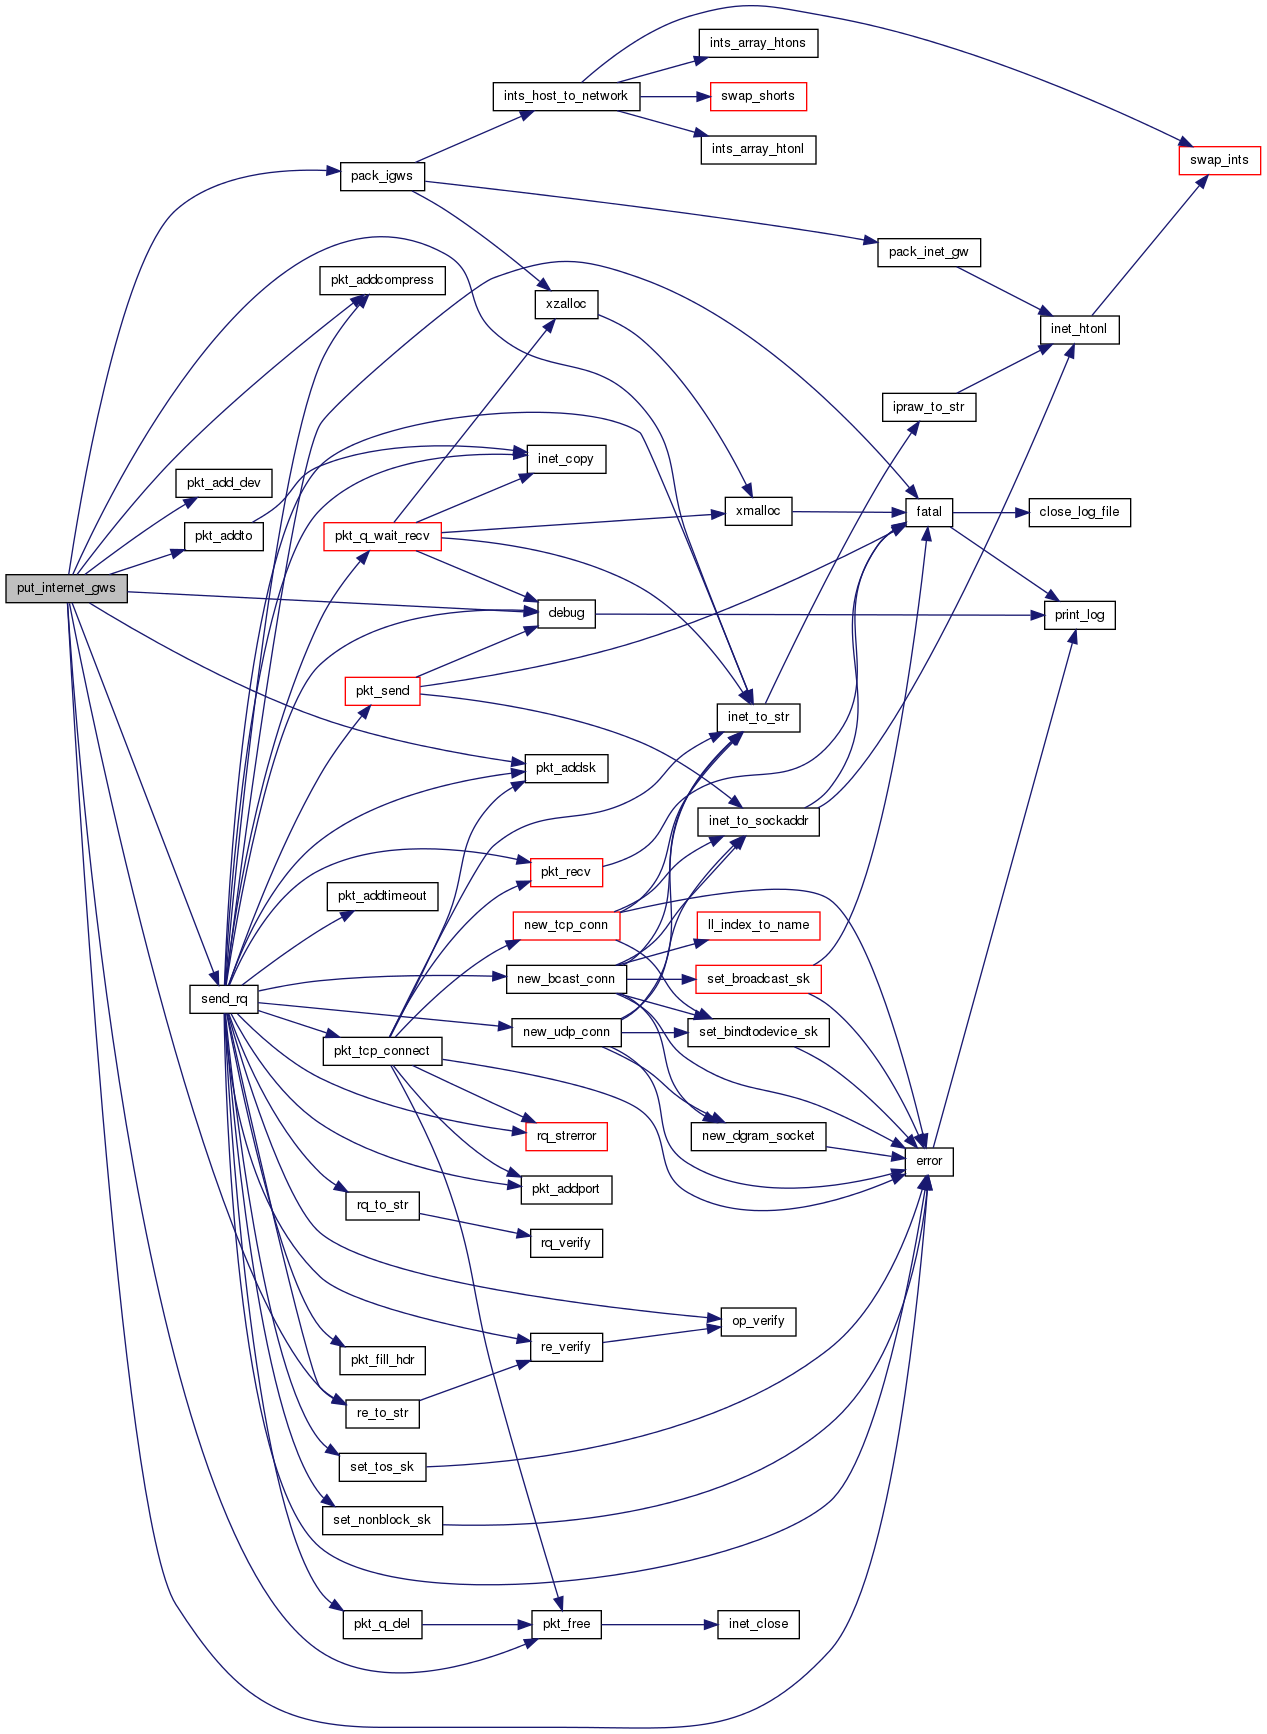 ints_array_htons
ints_host_to_network
swap_shorts
ints_array_htonl
swap_ints
pack_igws
pack_inet_gw
pkt_addcompress
xzalloc
inet_htonl
ipraw_to_str
inet_copy
pkt_add_dev
xmalloc
fatal
close_log_file
pkt_addto
pkt_q_wait_recv
put_internet_gws
debug
print_log
pkt_send
inet_to_str
pkt_addsk
inet_to_sockaddr
pkt_recv
pkt_addtimeout
new_tcp_conn
ll_index_to_name
new_bcast_conn
set_broadcast_sk
send_rq
new_udp_conn
set_bindtodevice_sk
pkt_tcp_connect
rq_strerror
new_dgram_socket
error
pkt_addport
rq_to_str
rq_verify
op_verify
re_verify
pkt_fill_hdr
re_to_str
set_tos_sk
set_nonblock_sk
pkt_q_del
pkt_free
inet_close